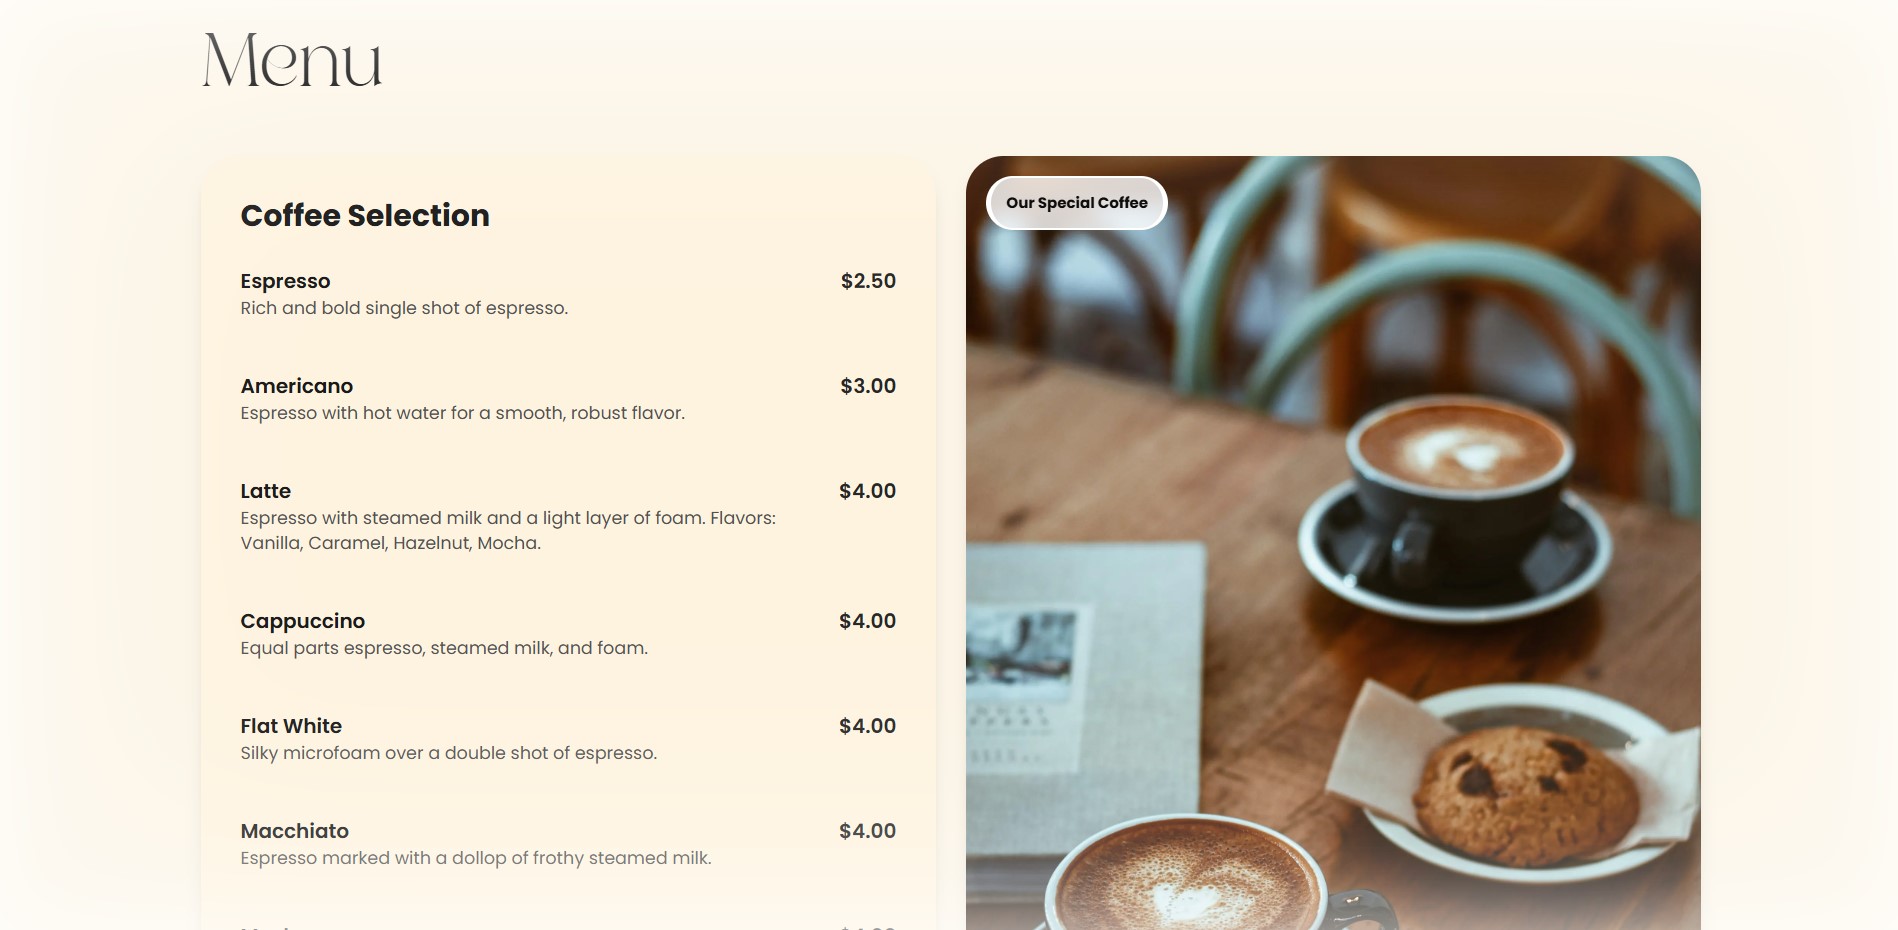 Menu
Coffee Selection
Espresso
$2.50
Rich and bold single shot of espresso.
Americano
$3.00
Espresso with hot water for a smooth, robust flavor.
Latte
$4.00
Espresso with steamed milk and a light layer of foam. Flavors:
Vanilla, Caramel, Hazelnut, Mocha.
Cappuccino
$4.00
Equal parts espresso, steamed milk, and foam.
Flat White
$4.00
Silky microfoam over a double shot of espresso.
Macchiato
$4.00
Espresso marked with a dollop of frothy steamed milk.
Our Special Coffee